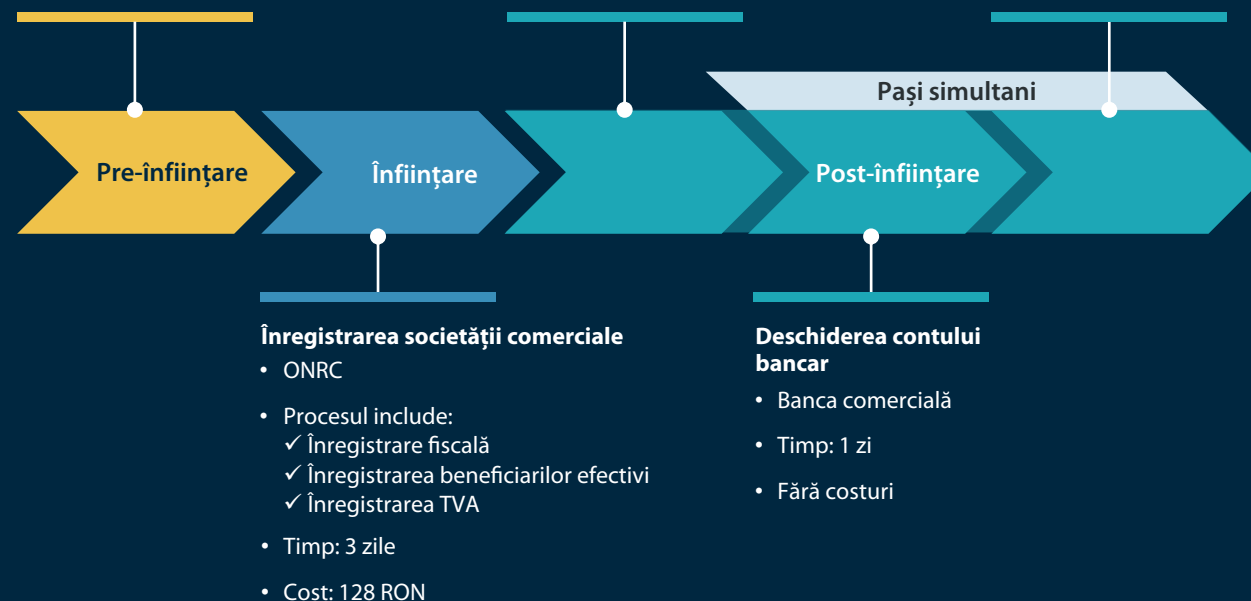 Pași simultani
Pre-înființare
Înființare
Post-înființare
Înregistrarea societății comerciale
• ONRC
• Procesul include:
✓ Înregistrare fiscală
✓ Înregistrarea beneficiarilor efectivi
✓ Înregistrarea TVA
• Timp: 3 zile
• Cost: 128 RON
Deschiderea contului
bancar
• Banca comercială
• Timp: 1 zi
• Fără costuri